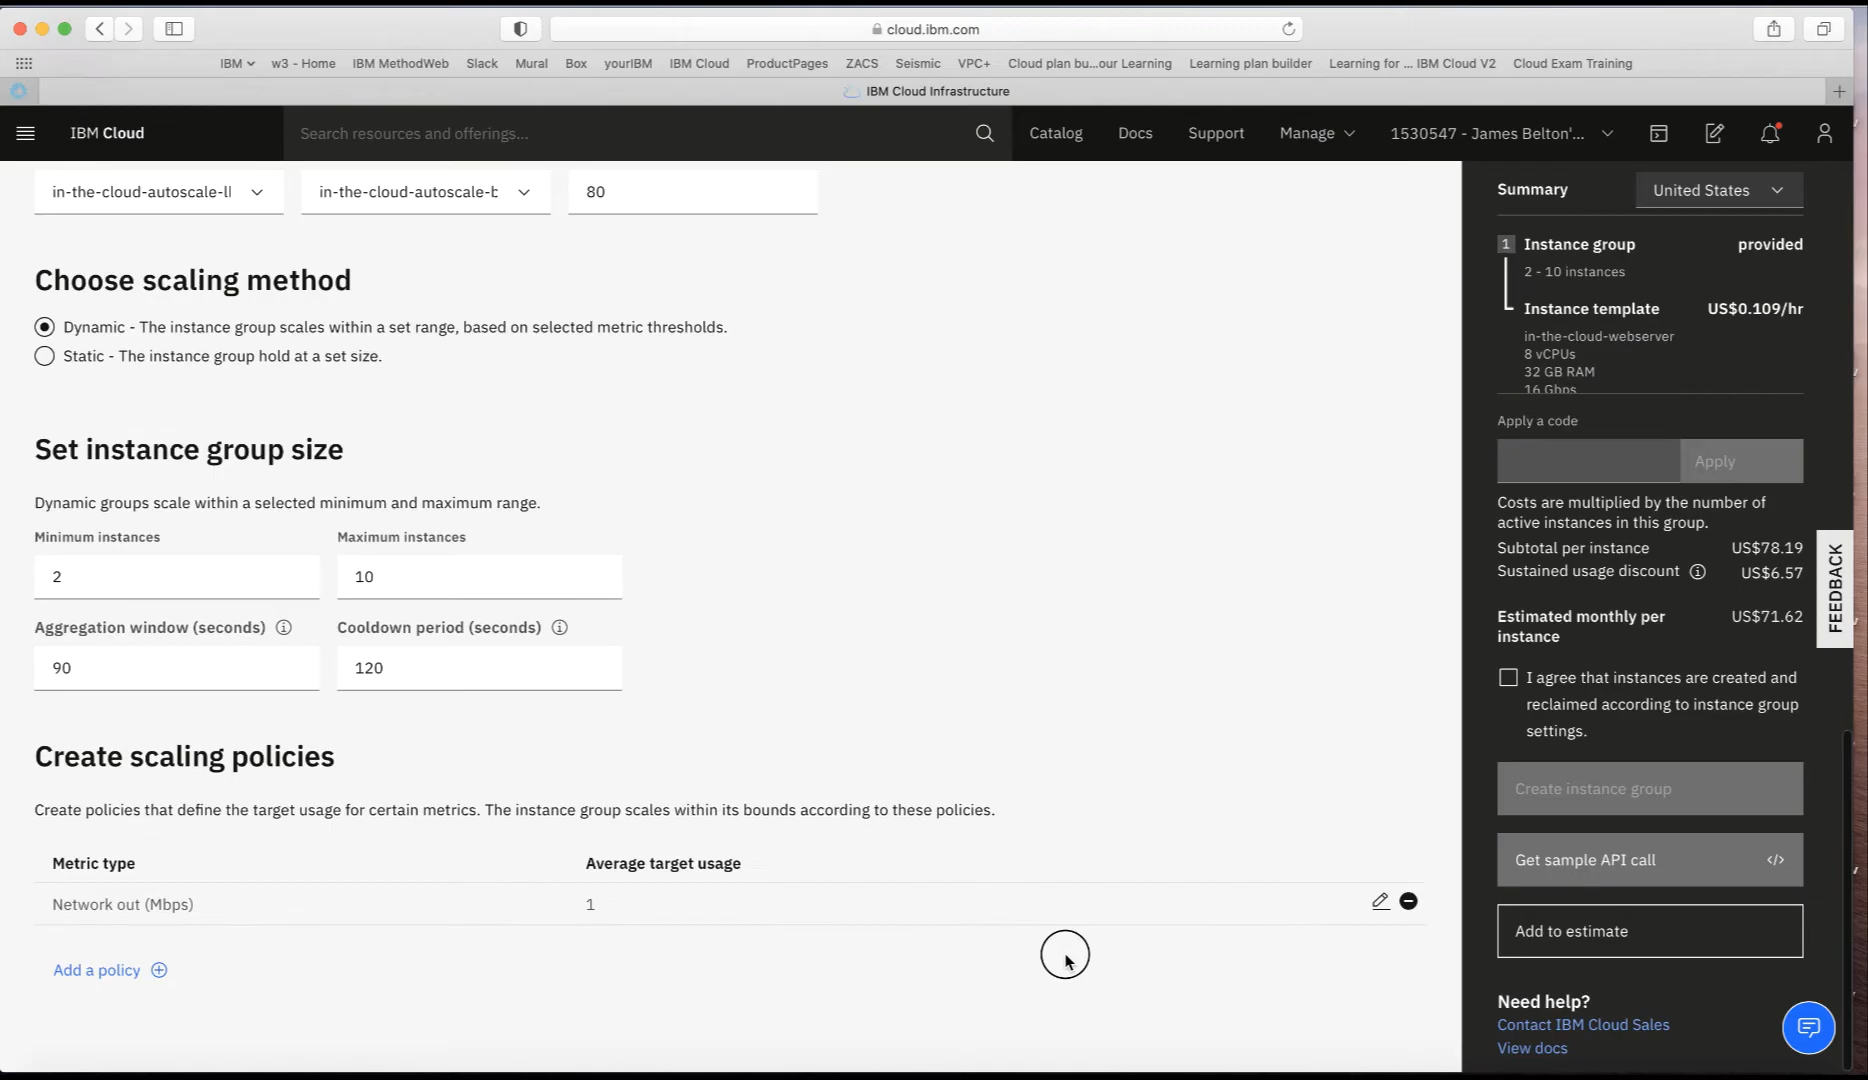 cloud.ibm.com
IBM w3 - Home IBM MethodWeb Slack Mural Box yourIBM IBM Cloud ProductPages ZACS Seismic VPC+ Cloud plan bu...our Learning Learning plan builder Learning for ... IBM Cloud V2 Cloud Exam Training
IBM Cloud Infrastructure
IBM Cloud Search resources and offerings... Catalog Docs Support Manage 1530547 - James Belton'...
in-the-cloud-autoscale-ll in-the-cloud-autoscale-b 80
Choose scaling method
Dynamic - The instance group scales within a set range, based on selected metric thresholds.
Static - The instance group hold at a set size.
Set instance group size
Dynamic groups scale within a selected minimum and maximum range.
Minimum instances Maximum instances
2 10
Aggregation window (seconds) Cooldown period (seconds)
90 120
Create scaling policies
Create policies that define the target usage for certain metrics. The instance group scales within its bounds according to these policies.
Metric type Average target usage
Network out (Mbps) 1
Add a policy
Summary United States
1 Instance group provided
2 - 10 instances
Instance template US$0.109/hr
in-the-cloud-webserver
8 vCPUs
32 GB RAM
16 Gbps
Apply a code
Apply
Costs are multiplied by the number of
active instances in this group.
Subtotal per instance US$78.19
Sustained usage discount US$6.57
Estimated monthly per US$71.62
instance
I agree that instances are created and
reclaimed according to instance group
settings.
Create instance group
Get sample API call </>
Add to estimate
Need help?
Contact IBM Cloud Sales
View docs
FEEDBACK